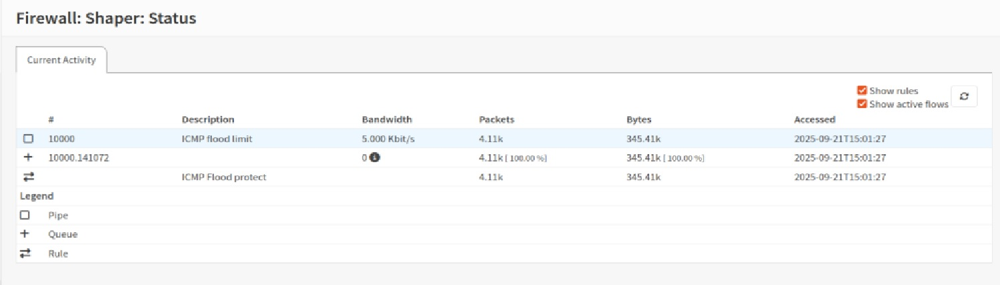 Firewall: Shaper: Status
Current Activity
Show rules
Show active flows
# Description Bandwidth Packets Bytes Accessed
10000 ICMP flood limit 5.000 Kbit/s 4.11k 345.41k 2025-09-21T15:01:27
10000.141072 0 4.11k [ 100.00 %] 345.41k [ 100.00 %] 2025-09-21T15:01:27
ICMP Flood protect 4.11k 345.41k 2025-09-21T15:01:27
Legend
Pipe
Queue
Rule